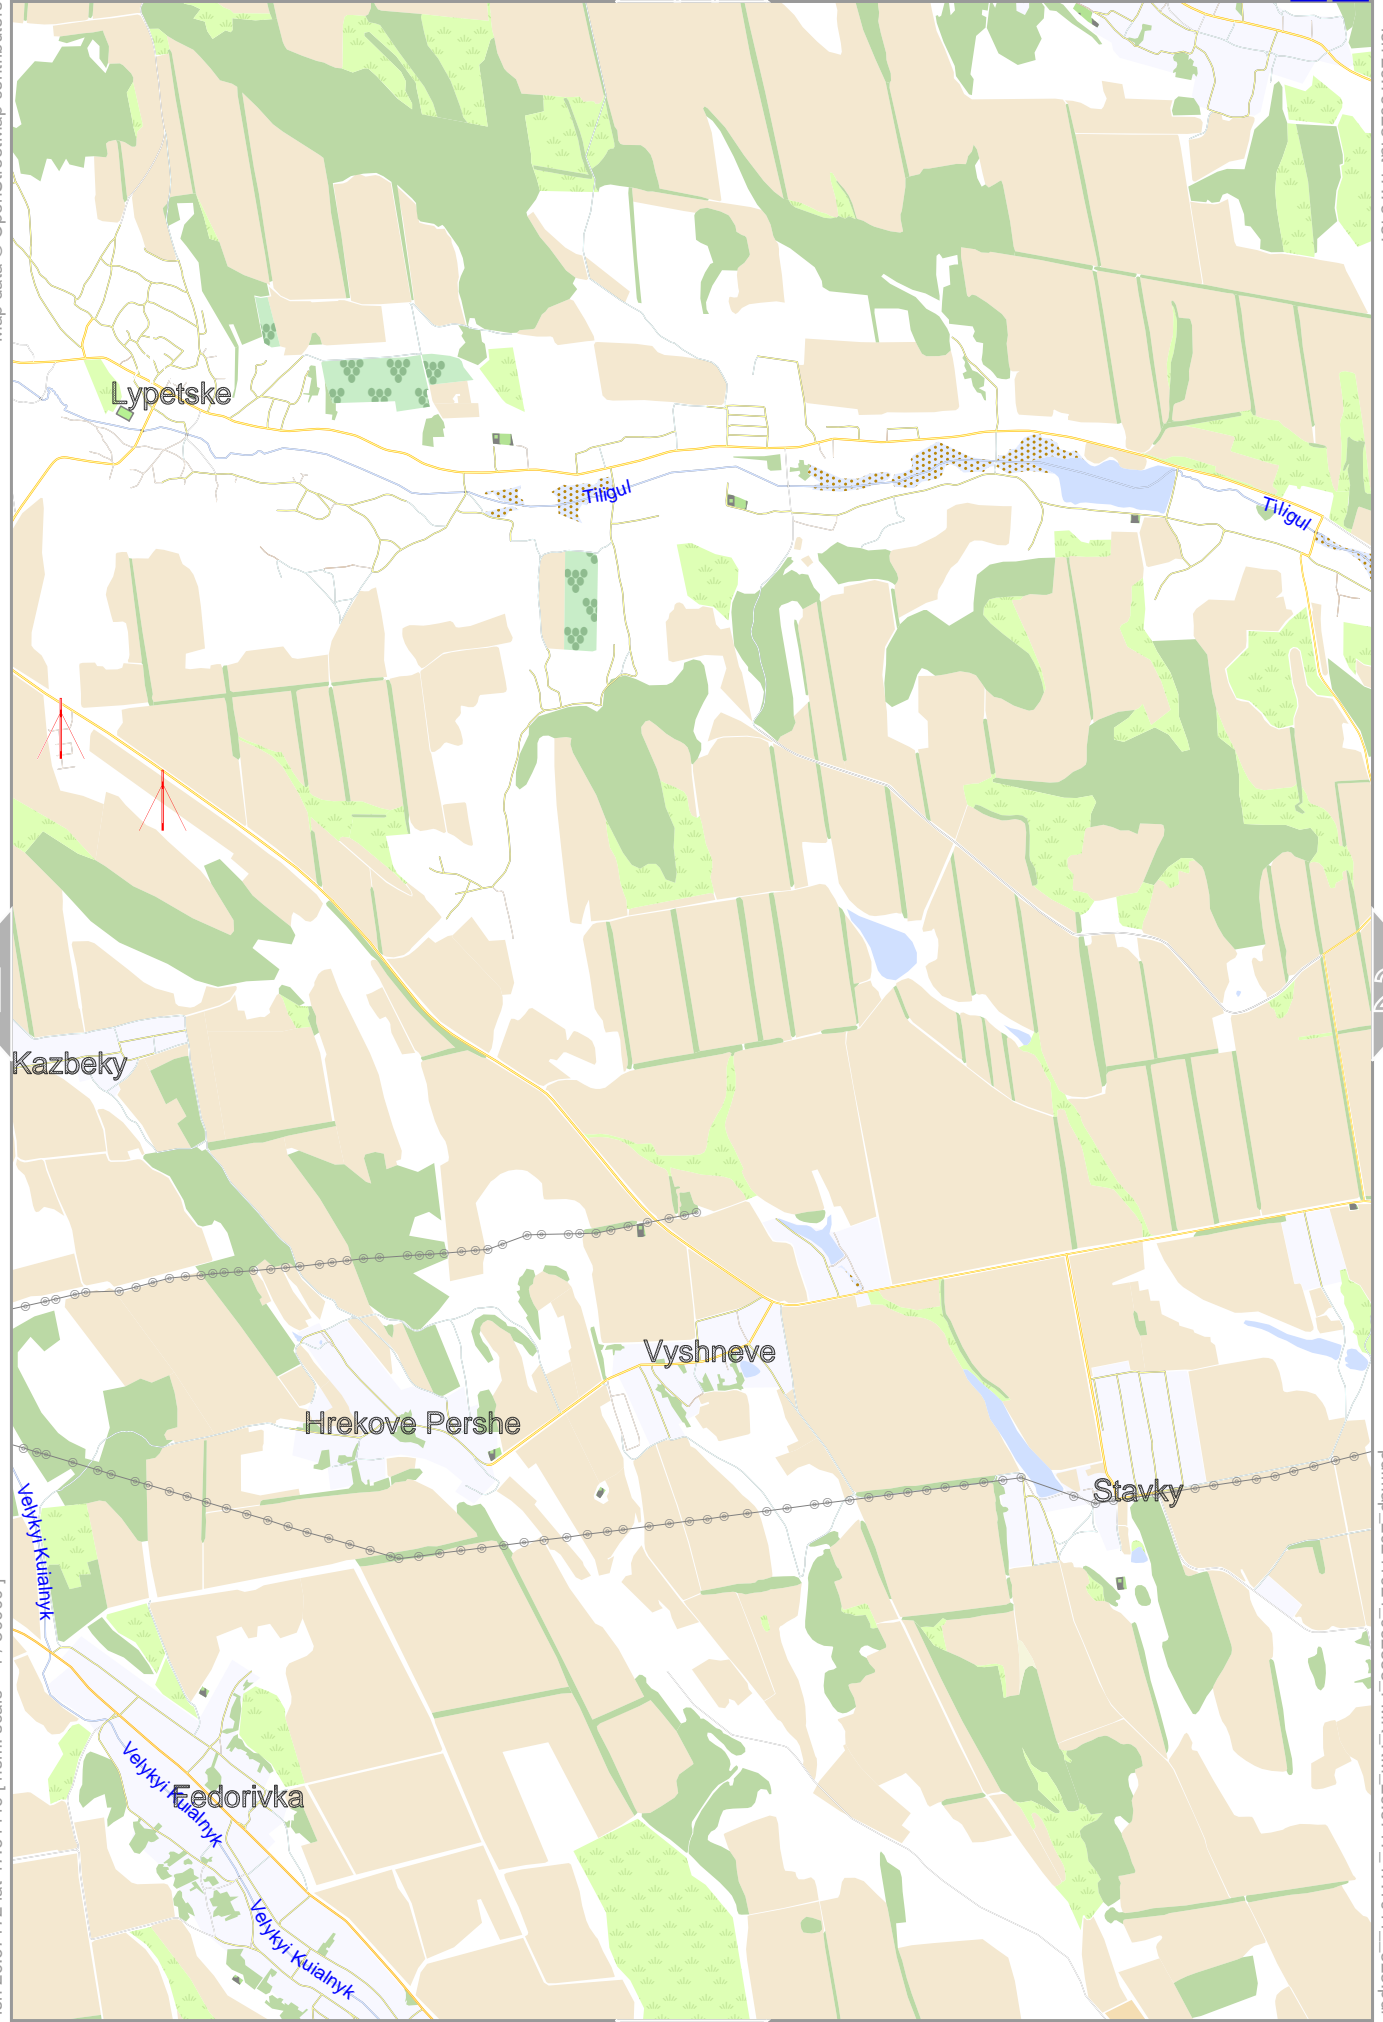 Lypetske
Tiligul
Tiligul
Kazbeky
Vyshneve
Hrekove Pershe
Stavky
Velykyi Kuialnyk
Velykyi Kuialnyk
Fedorivka
Velykyi Kuialnyk